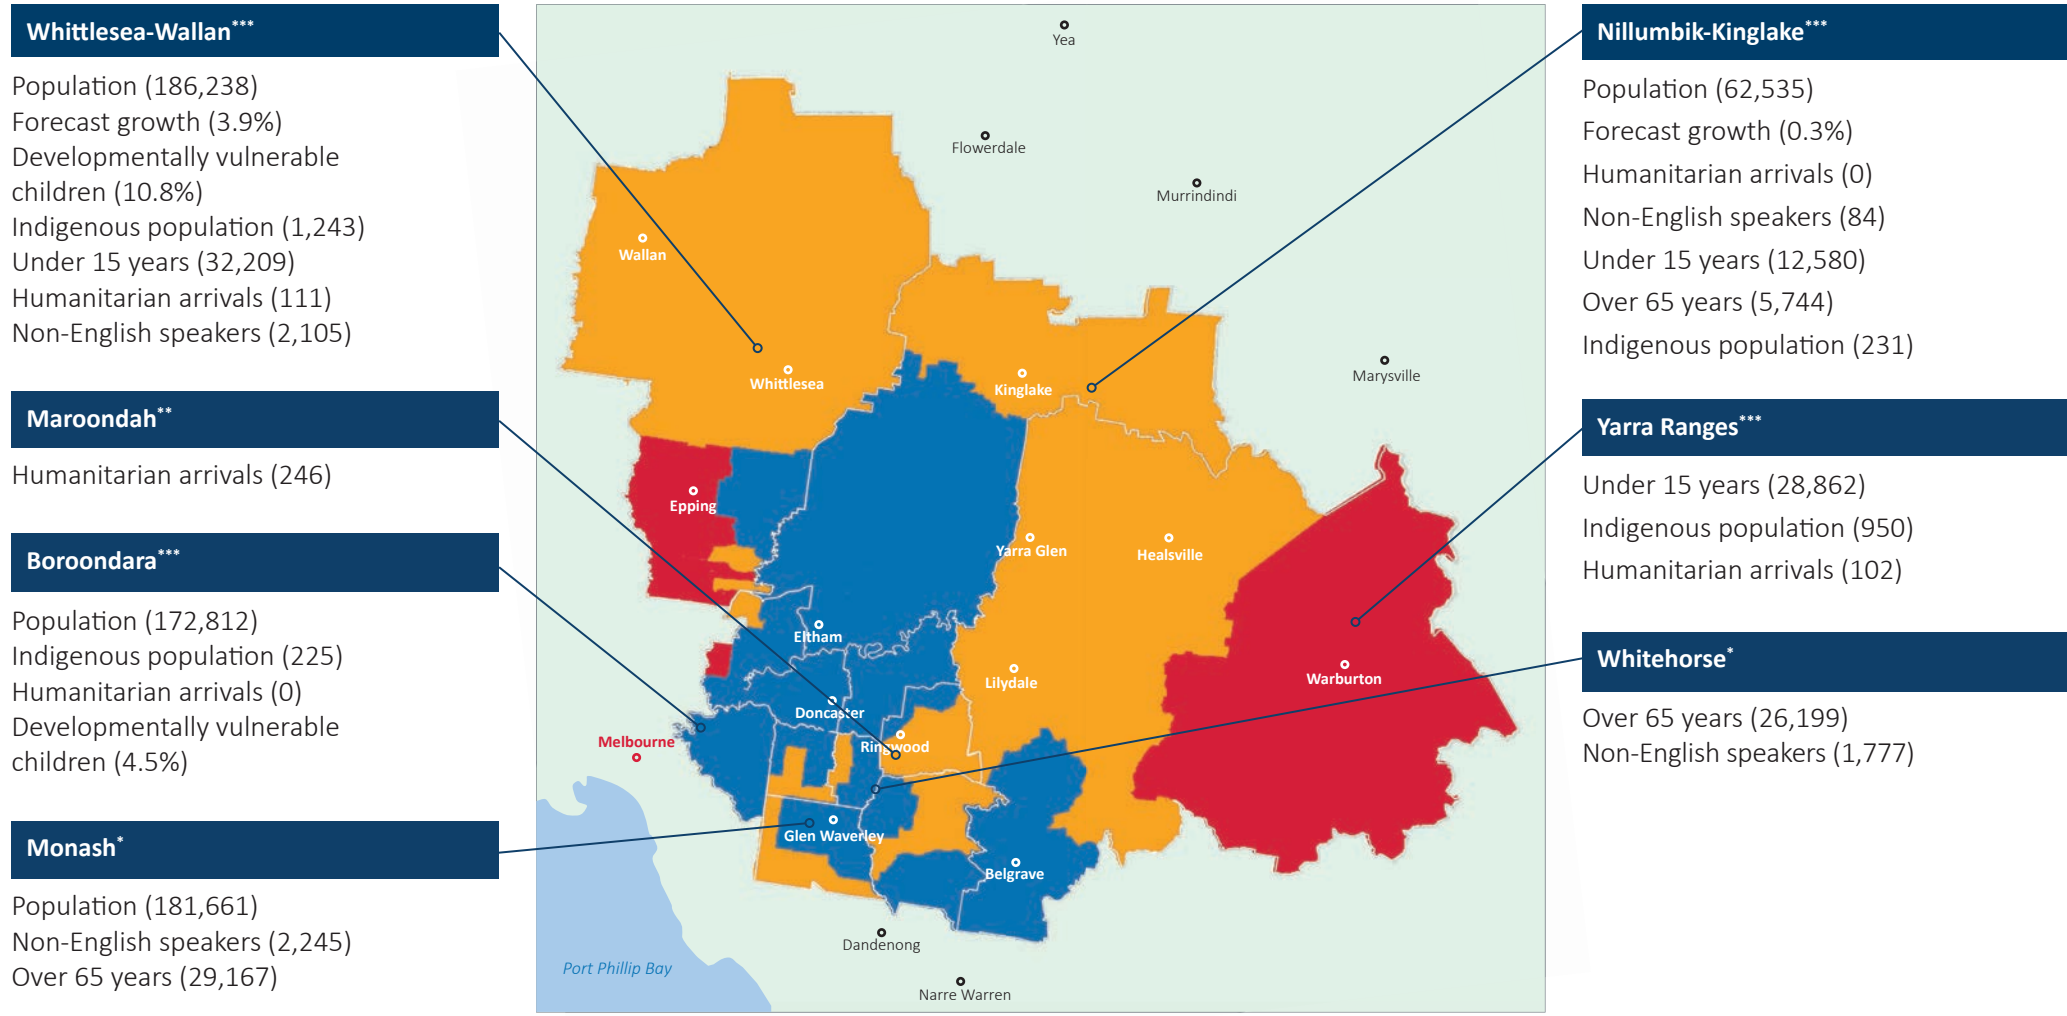 Whittlesea-Wallan***
Population (186,238)
Forecast growth (3.9%)
Developmentally vulnerable
children (10.8%)
Indigenous population (1,243)
Under 15 years (32,209)
Humanitarian arrivals (111)
Non-English speakers (2,105)
Maroondah**
Humanitarian arrivals (246)
Boroondara***
Population (172,812)
Indigenous population (225)
Humanitarian arrivals (0)
Developmentally vulnerable
children (4.5%)
Monash*
Population (181,661)
Non-English speakers (2,245)
Over 65 years (29,167)
Yea
Flowerdale
Murrindindi
Wallan
Marysville
Whittlesea
Kinglake
Epping
Yarra Glen
Healsville
Eltham
Lilydale
Warburton
Doncaster
Melbourne
Ringwood
Glen Waverley
Belgrave
Dandenong
Port Phillip Bay
Narre Warren
Nillumbik-Kinglake***
Population (62,535)
Forecast growth (0.3%)
Humanitarian arrivals (0)
Non-English speakers (84)
Under 15 years (12,580)
Over 65 years (5,744)
Indigenous population (231)
Yarra Ranges***
Under 15 years (28,862)
Indigenous population (950)
Humanitarian arrivals (102)
Whitehorse*
Over 65 years (26,199)
Non-English speakers (1,777)